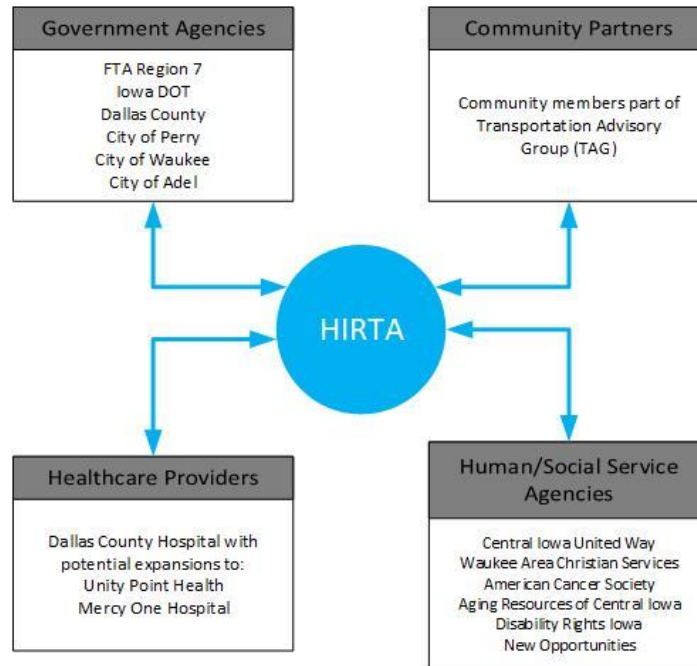 Government Agencies
FTA Region 7
Iowa DOT
Dallas County
City of Perry
City of Waukee
City of Adel
Community Partners
Community members part of
Transportation Advisory
Group (TAG)
HIRTA
Healthcare Providers
Dallas County Hospital with
potential expansions to:
Unity Point Health
Mercy One Hospital
Human/Social Service
Agencies
Central Iowa United Way
Waukee Area Christian Services
American Cancer Society
Aging Resources of Central Iowa
Disability Rights Iowa
New Opportunities